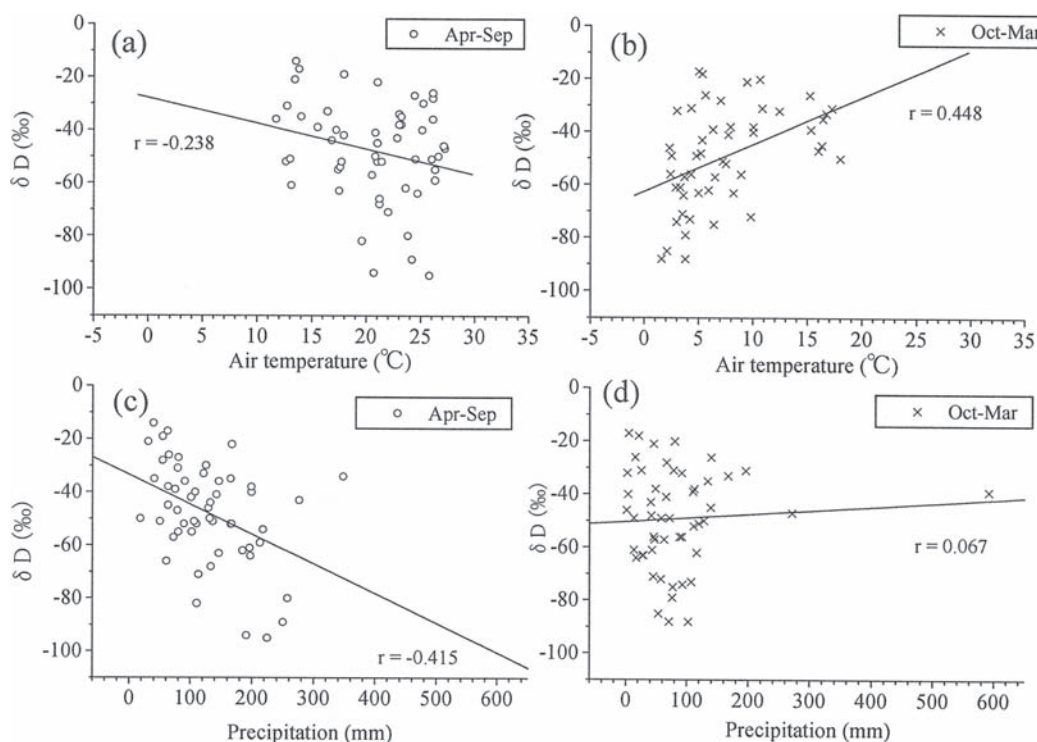 (a)
○ Apr-Sep
0
-20
-40
-60
-80
-100
δ D (‰)
r = -0.238
-5 0 5 10 15 20 25 30 35
Air temperature (℃)
(b)
× Oct-Mar
0
-20
-40
-60
-80
-100
δ D (‰)
r = 0.448
-5 0 5 10 15 20 25 30 35
Air temperature (℃)
(c)
○ Apr-Sep
0
-20
-40
-60
-80
-100
δ D (‰)
r = -0.415
0 100 200 300 400 500 600
Precipitation (mm)
(d)
× Oct-Mar
0
-20
-40
-60
-80
-100
δ D (‰)
r = 0.067
0 100 200 300 400 500 600
Precipitation (mm)